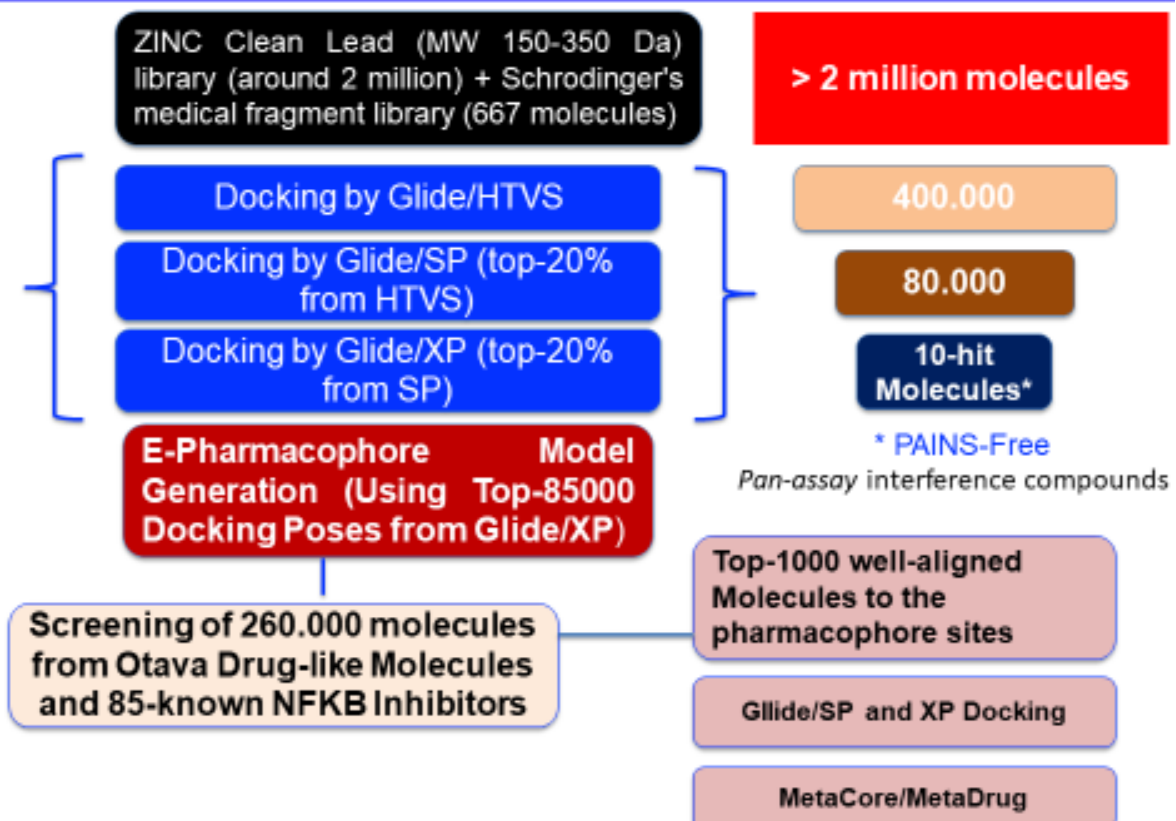 ZINC Clean Lead (MW 150-350 Da)
library (around 2 million) + Schrodinger's
medical fragment library (667 molecules)
> 2 million molecules
Docking by Glide/HTVS
400.000
Docking by Glide/SP (top-20%
from HTVS)
80.000
Docking by Glide/XP (top-20%
from SP)
10-hit
Molecules*
E-Pharmacophore Model
Generation (Using Top-85000
Docking Poses from Glide/XP)
* PAINS-Free
Pan-assay interference compounds
Top-1000 well-aligned
Molecules to the
pharmacophore sites
Screening of 260.000 molecules
from Otava Drug-like Molecules
and 85-known NFKB Inhibitors
Gllide/SP and XP Docking
MetaCore/MetaDrug